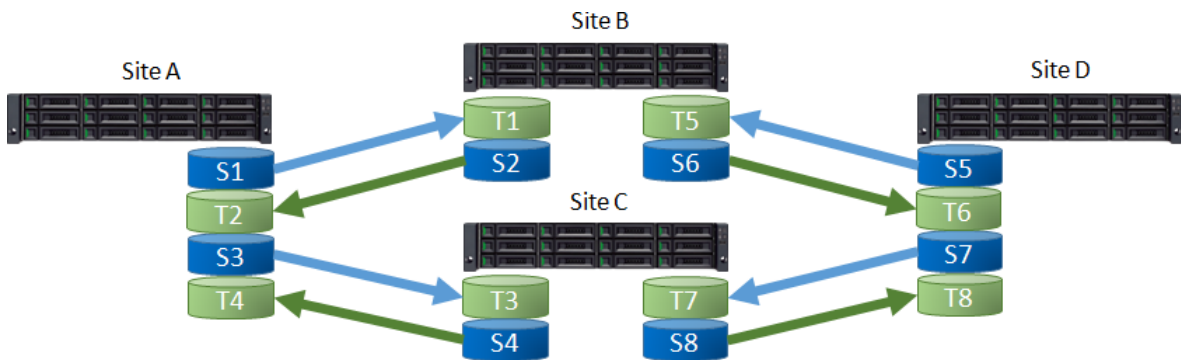 Site B
Site A
Site D
T1
T5
S1
S2
S6
S5
T2
Site C
T6
S3
S7
T4
T3
T7
T8
S4
S8